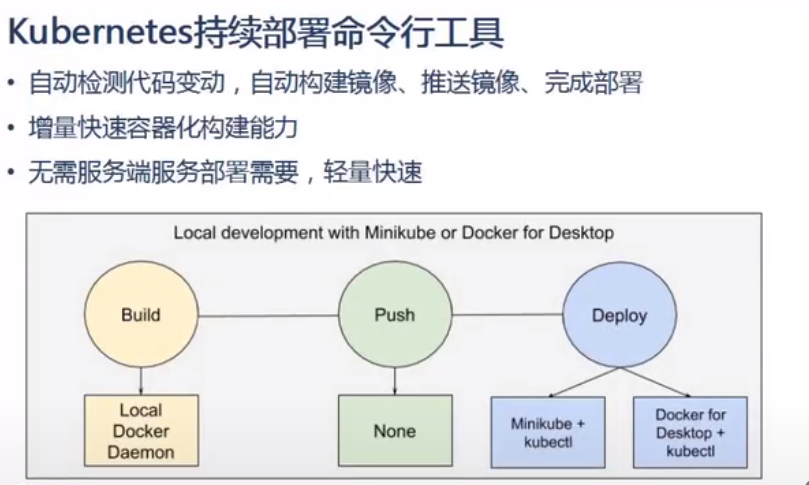 Kubernetes持续部署命令行工具
• 自动检测代码变动，自动构建镜像、推送镜像、完成部署
• 增量快速容器化构建能力
• 无需服务端服务部署需要，轻量快速
Local development with Minikube or Docker for Desktop
Build
Push
Deploy
Local
Docker
Daemon
None
Minikube +
kubectl
Docker for
Desktop +
kubectl